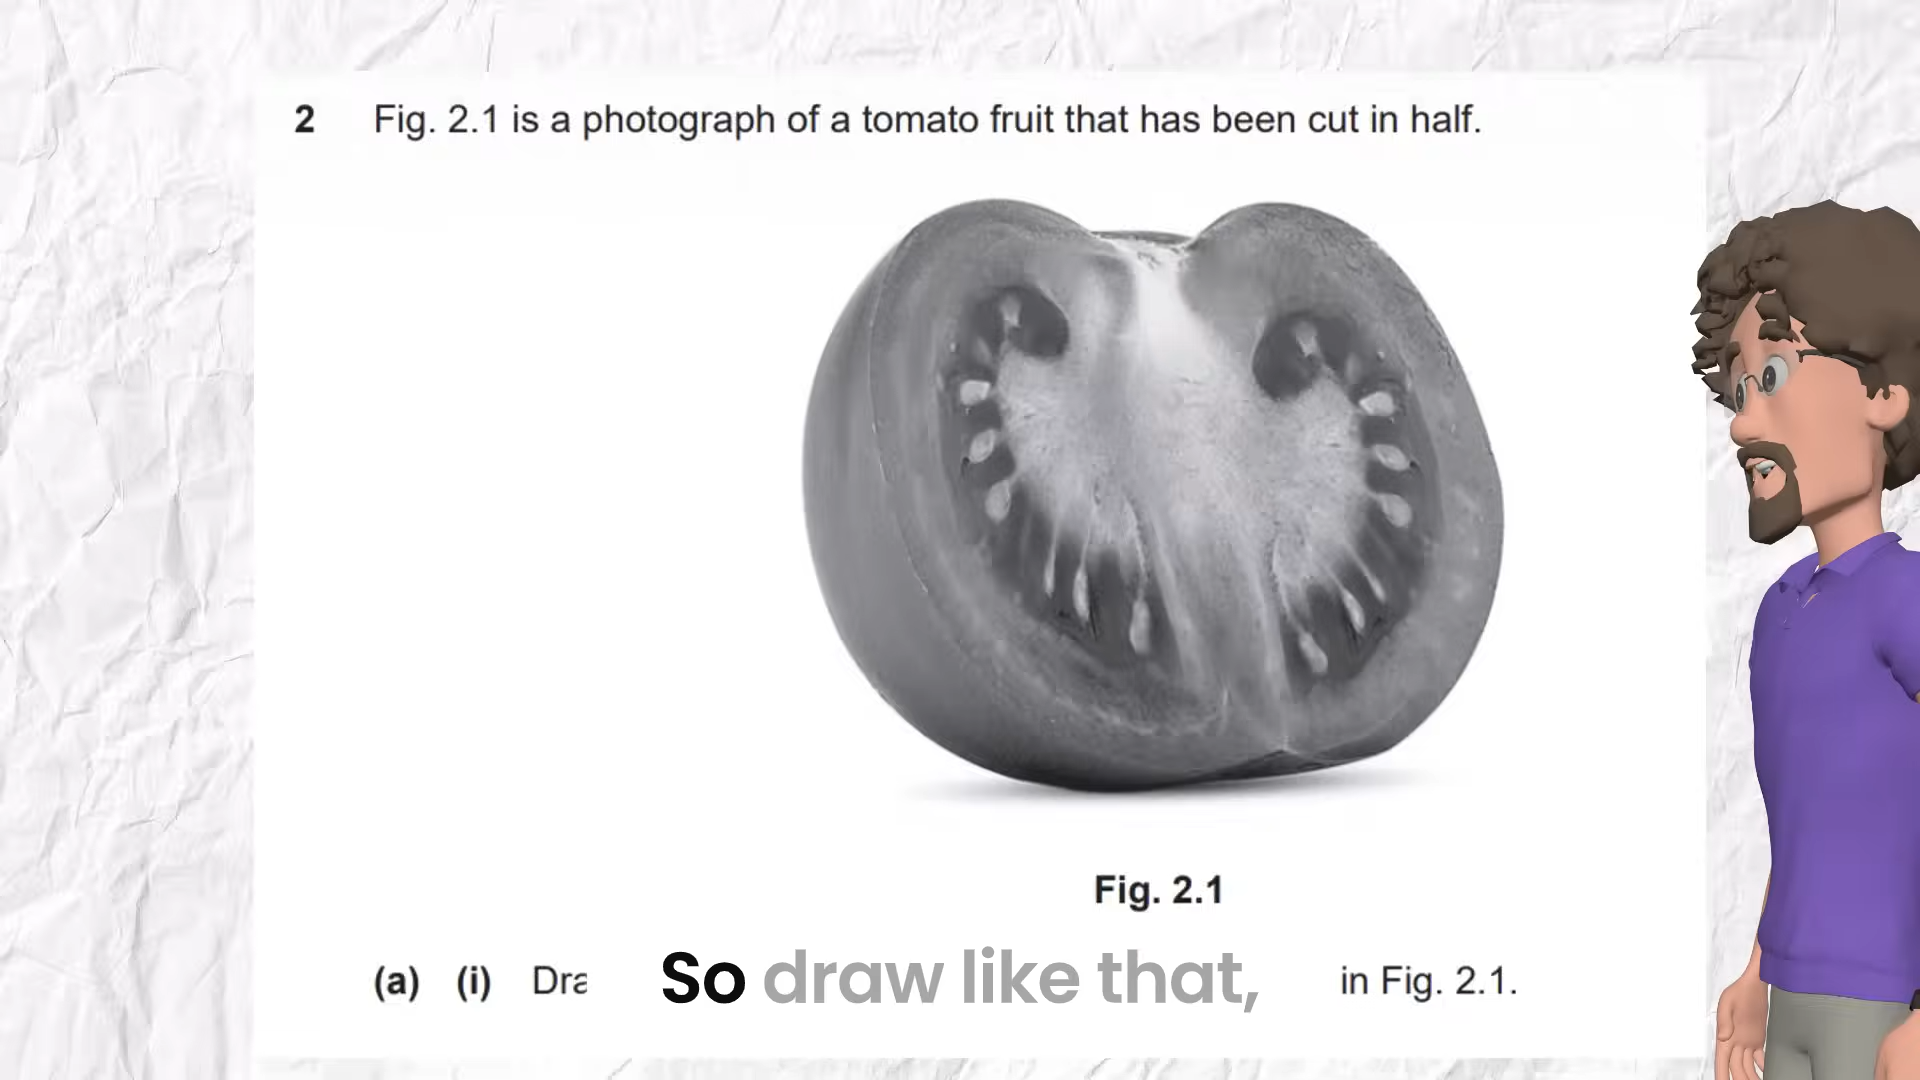 2 Fig. 2.1 is a photograph of a tomato fruit that has been cut in half.
Fig. 2.1
(a) (i) Dra So draw like that, in Fig. 2.1.